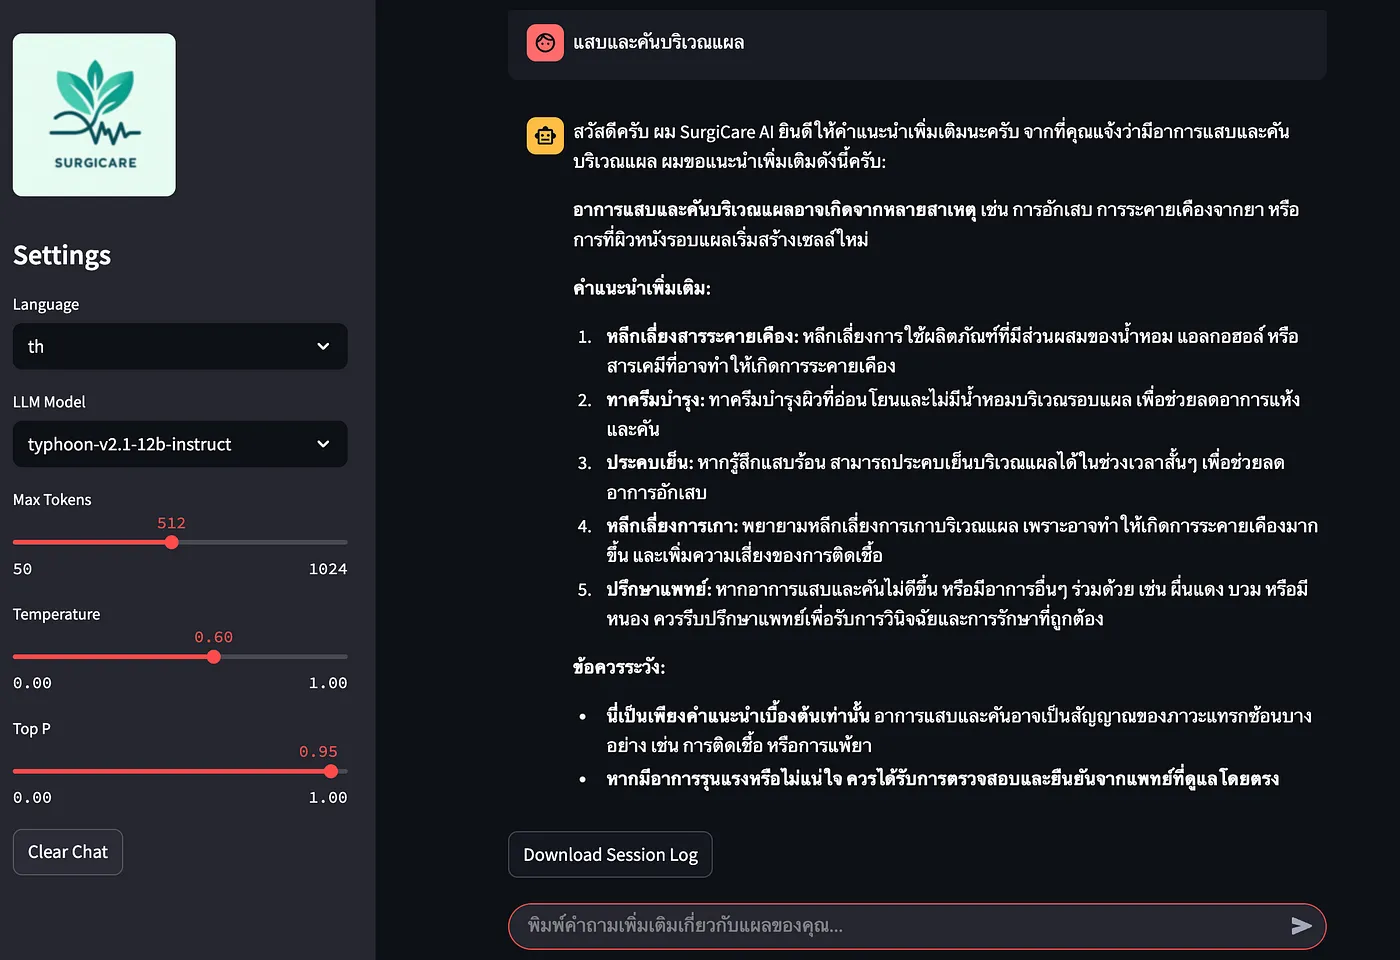 SURGICARE
Settings
Language
th
LLM Model
typhoon-v2.1-12b-instruct
Max Tokens
512
50 1024
Temperature
0.60
0.00 1.00
Top P
0.95
0.00 1.00
Clear Chat
แสบและคันบริเวณแผล
สวัสดีครับ ผม SurgiCare AI ยินดีให้คำแนะนำเพิ่มเติมนะครับ จากที่คุณแจ้งว่ามีอาการแสบและคัน
บริเวณแผล ผมขอแนะนำเพิ่มเติมดังนี้ครับ:
อาการแสบและคันบริเวณแผลอาจเกิดจากหลายสาเหตุ เช่น การอักเสบ การระคายเคืองจากยา หรือ
การที่ผิวหนังรอบแผลเริ่มสร้างเซลล์ใหม่
คำแนะนำเพิ่มเติม:
1. หลีกเลี่ยงสารระคายเคือง: หลีกเลี่ยงการใช้ผลิตภัณฑ์ที่มีส่วนผสมของน้ำหอม แอลกอฮอล์ หรือ
สารเคมีที่อาจทำให้เกิดการระคายเคือง
2. ทาครีมบำรุง: ทาครีมบำรุงผิวที่อ่อนโยนและไม่มีน้ำหอมบริเวณรอบแผล เพื่อช่วยลดอาการแห้ง
และคัน
3. ประคบเย็น: หากรู้สึกแสบร้อน สามารถประคบเย็นบริเวณแผลได้ในช่วงเวลาสั้นๆ เพื่อช่วยลด
อาการอักเสบ
4. หลีกเลี่ยงการเกา: พยายามหลีกเลี่ยงการเกาบริเวณแผล เพราะอาจทำให้เกิดการระคายเคืองมาก
ขึ้น และเพิ่มความเสี่ยงของการติดเชื้อ
5. ปรึกษาแพทย์: หากอาการแสบและคันไม่ดีขึ้น หรือมีอาการอื่นๆ ร่วมด้วย เช่น ผื่นแดง บวม หรือมี
หนอง ควรรีบปรึกษาแพทย์เพื่อรับการวินิจฉัยและการรักษาที่ถูกต้อง
ข้อควรระวัง:
• นี่เป็นเพียงคำแนะนำเบื้องต้นเท่านั้น อาการแสบและคันอาจเป็นสัญญาณของภาวะแทรกซ้อนบาง
อย่าง เช่น การติดเชื้อ หรือการแพ้ยา
• หากมีอาการรุนแรงหรือไม่แน่ใจ ควรได้รับการตรวจสอบและยืนยันจากแพทย์ที่ดูแลโดยตรง
Download Session Log
พิมพ์คำถามเพิ่มเติมเกี่ยวกับแผลของคุณ...